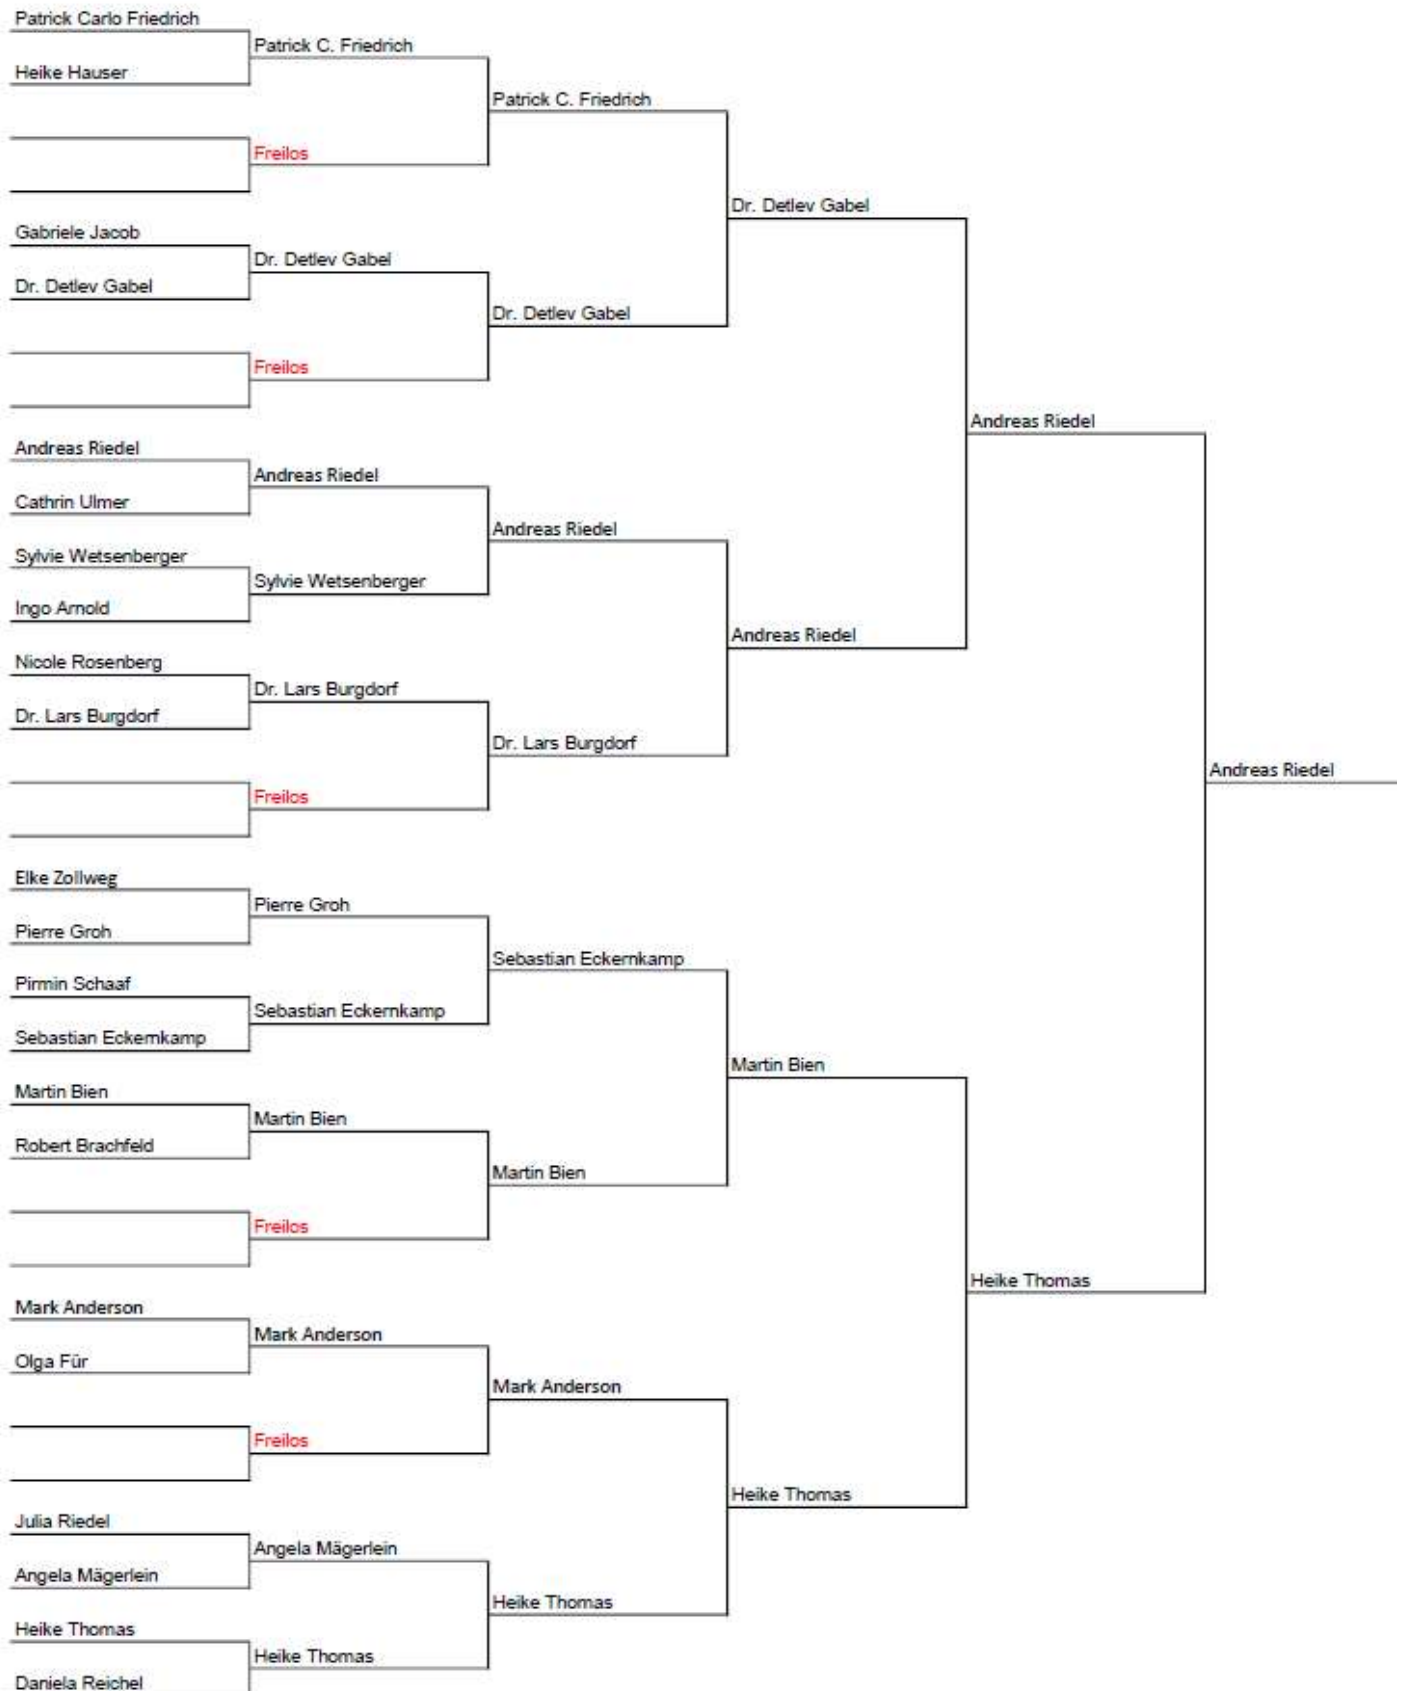 Patrick Carlo Friedrich
Patrick C. Friedrich
Heike Hauser
Patrick C. Friedrich
Freilos
Dr. Detlev Gabel
Gabriele Jacob
Dr. Detlev Gabel
Dr. Detlev Gabel
Dr. Detlev Gabel
Freilos
Andreas Riedel
Andreas Riedel
Andreas Riedel
Cathrin Ulmer
Andreas Riedel
Sylvie Wetsenberger
Sylvie Wetsenberger
Ingo Arnold
Andreas Riedel
Nicole Rosenberg
Dr. Lars Burgdorf
Dr. Lars Burgdorf
Dr. Lars Burgdorf
Andreas Riedel
Freilos
Elke Zollweg
Pierre Groh
Pierre Groh
Sebastian Eckernkamp
Pirmin Schaaf
Sebastian Eckernkamp
Sebastian Eckernkamp
Martin Bien
Martin Bien
Martin Bien
Robert Brachfeld
Martin Bien
Freilos
Heike Thomas
Mark Anderson
Mark Anderson
Olga Für
Mark Anderson
Freilos
Heike Thomas
Julia Riedel
Angela Mägerlein
Angela Mägerlein
Heike Thomas
Heike Thomas
Heike Thomas
Daniela Reichel